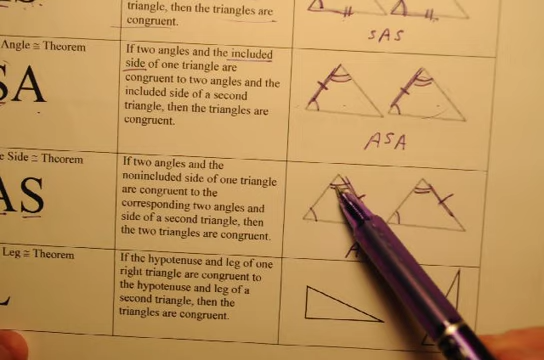 triangle, then the triangles are
congruent.
SAS
Angle ≅ Theorem
SA
If two angles and the included
side of one triangle are
congruent to two angles and the
included side of a second
triangle, then the triangles are
congruent.
ASA
e Side ≅ Theorem
AS
If two angles and the
nonincluded side of one triangle
are congruent to the
corresponding two angles and
side of a second triangle, then
the two triangles are congruent.
A
Leg ≅ Theorem
L
If the hypotenuse and leg of one
right triangle are congruent to
the hypotenuse and leg of a
second triangle, then the
triangles are congruent.